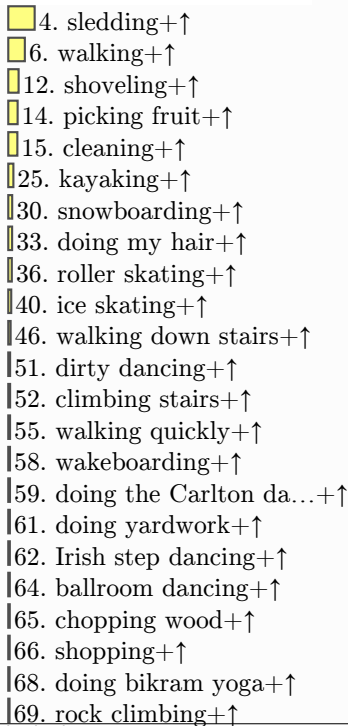 4. sledding+↑
6. walking+↑
12. shoveling+↑
14. picking fruit+↑
15. cleaning+↑
25. kayaking+↑
30. snowboarding+↑
33. doing my hair+↑
36. roller skating+↑
40. ice skating+↑
46. walking down stairs+↑
51. dirty dancing+↑
52. climbing stairs+↑
55. walking quickly+↑
58. wakeboarding+↑
59. doing the Carlton da...+↑
61. doing yardwork+↑
62. Irish step dancing+↑
64. ballroom dancing+↑
65. chopping wood+↑
66. shopping+↑
68. doing bikram yoga+↑
69. rock climbing+↑